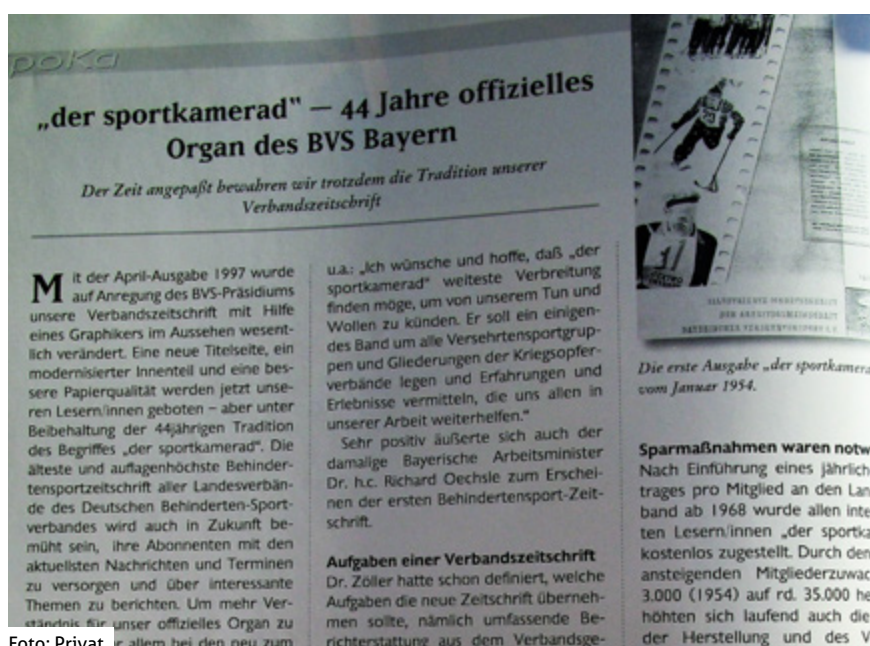 poKa
„der sportkamerad" — 44 Jahre offizielles
Organ des BVS Bayern
Der Zeit angepaßt bewahren wir trotzdem die Tradition unserer
Verbandszeitschrift
Mit der April-Ausgabe 1997 wurde
auf Anregung des BVS-Präsidiums
unsere Verbandszeitschrift mit Hilfe
eines Graphikers im Aussehen wesent-
lich verändert. Eine neue Titelseite, ein
modernisierter Innenteil und eine bes-
sere Papierqualität werden jetzt unse-
ren Lesern/innen geboten – aber unter
Beibehaltung der 44jährigen Tradition
des Begriffes „der sportkamerad". Die
älteste und auflagenhöchste Behinder-
tensportzeitschrift aller Landesverbän-
de des Deutschen Behinderten-Sport-
verbandes wird auch in Zukunft be-
müht sein, ihre Abonnenten mit den
aktuellsten Nachrichten und Terminen
zu versorgen und über interessante
Themen zu berichten. Um mehr Ver-
ständnis für unser offizielles Organ zu
allem bei den neu zum
u.a.: „Ich wünsche und hoffe, daß „der
sportkamerad" weiteste Verbreitung
finden möge, um von unserem Tun und
Wollen zu künden. Er soll ein einigen-
des Band um alle Versehrtensportgrup-
pen und Gliederungen der Kriegsopfer-
verbände legen und Erfahrungen und
Erlebnisse vermitteln, die uns allen in
unserer Arbeit weiterhelfen."
Sehr positiv äußerte sich auch der
damalige Bayerische Arbeitsminister
Dr. h.c. Richard Oechsle zum Erschei-
nen der ersten Behindertensport-Zeit-
schrift.
Aufgaben einer Verbandszeitschrift
Dr. Zöller hatte schon definiert, welche
Aufgaben die neue Zeitschrift überneh-
men sollte, nämlich umfassende Be-
richterstattung aus dem Verbandsge-
23
11
Die erste Ausgabe „der sportkamera
vom Januar 1954.
Sparmaßnahmen waren notw
Nach Einführung eines jährlich
trages pro Mitglied an den Lan
band ab 1968 wurde allen inte
ten Lesern/innen „der sportka
kostenlos zugestellt. Durch den
ansteigenden Mitgliederzuwac
3.000 (1954) auf rd. 35.000 he
höhten sich laufend auch die
der Herstellung und des V
Foto: Privat